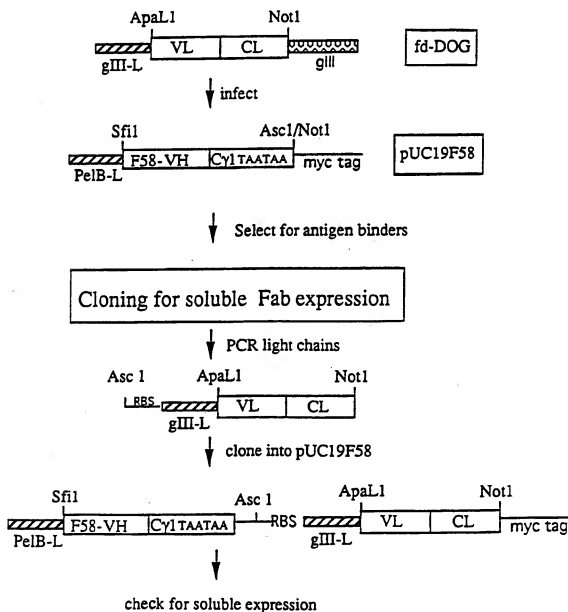 ApaL1 Not1
VL CL
gIII-L gIII
fd-DOG
infect
Sfi1 Asc1/Not1
F58-VH Cγ1 TAATAA
PelB-L myc tag
pUC19F58
Select for antigen binders
Cloning for soluble Fab expression
PCR light chains
Asc 1 ApaL1 Not1
RBS VL CL
gIII-L
clone into pUC19F58
Sfi1 Asc 1 ApaL1 Not1
F58-VH Cγ1 TAATAA RBS VL CL
PelB-L gIII-L myc tag
check for soluble expression